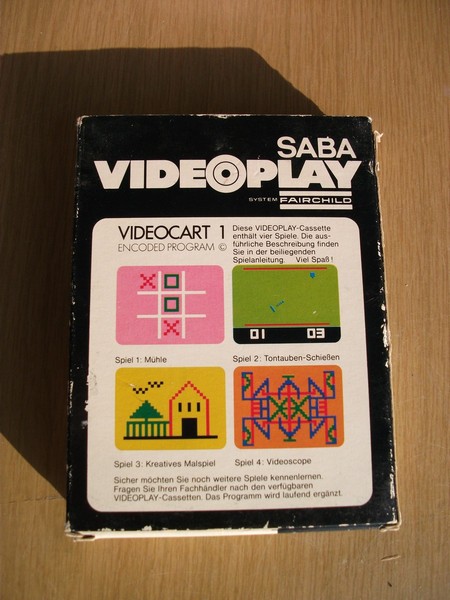 SABA
VIDEOPLAY
SYSTEM FAIRCHILD
VIDEOCART 1
ENCODED PROGRAM ©
Diese VIDEOPLAY-Cassette
enthält vier Spiele. Die aus-
führliche Beschreibung finden
Sie in der beiliegenden
Spielanleitung. Viel Spaß!
X
X
01 03
Spiel 1: Mühle
Spiel 2: Tontauben-Schießen
Spiel 3: Kreatives Malspiel
Spiel 4: Videoscope
Sicher möchten Sie noch weitere Spiele kennenlernen.
Fragen Sie Ihren Fachhändler nach den verfügbaren
VIDEOPLAY-Cassetten. Das Programm wird laufend ergänzt.